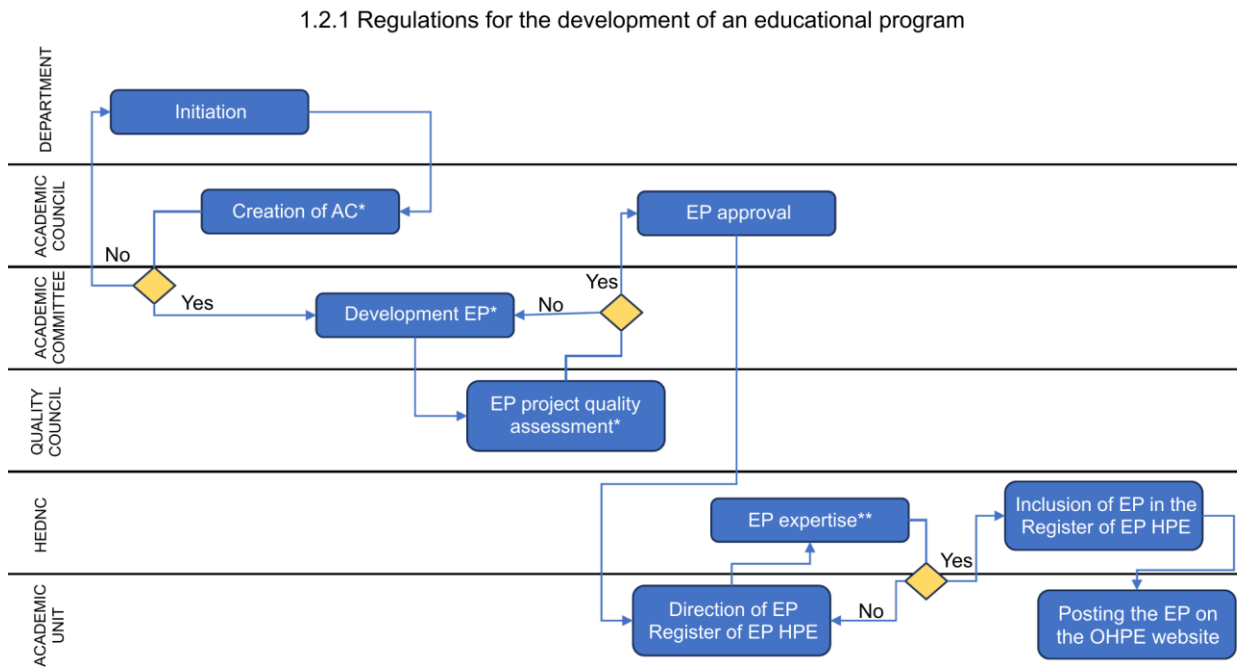 1.2.1 Regulations for the development of an educational program
DEPARTMENT
Initiation
ACADEMIC
COUNCIL
Creation of AC*
EP approval
No
Yes
ACADEMIC
COMMITTEE
Yes
Development EP*
No
QUALITY
COUNCIL
EP project quality
assessment*
HEDNC
EP expertise**
Inclusion of EP in the
Register of EP HPE
Yes
ACADEMIC
UNIT
Direction of EP
Register of EP HPE
No
Posting the EP on
the OHPE website